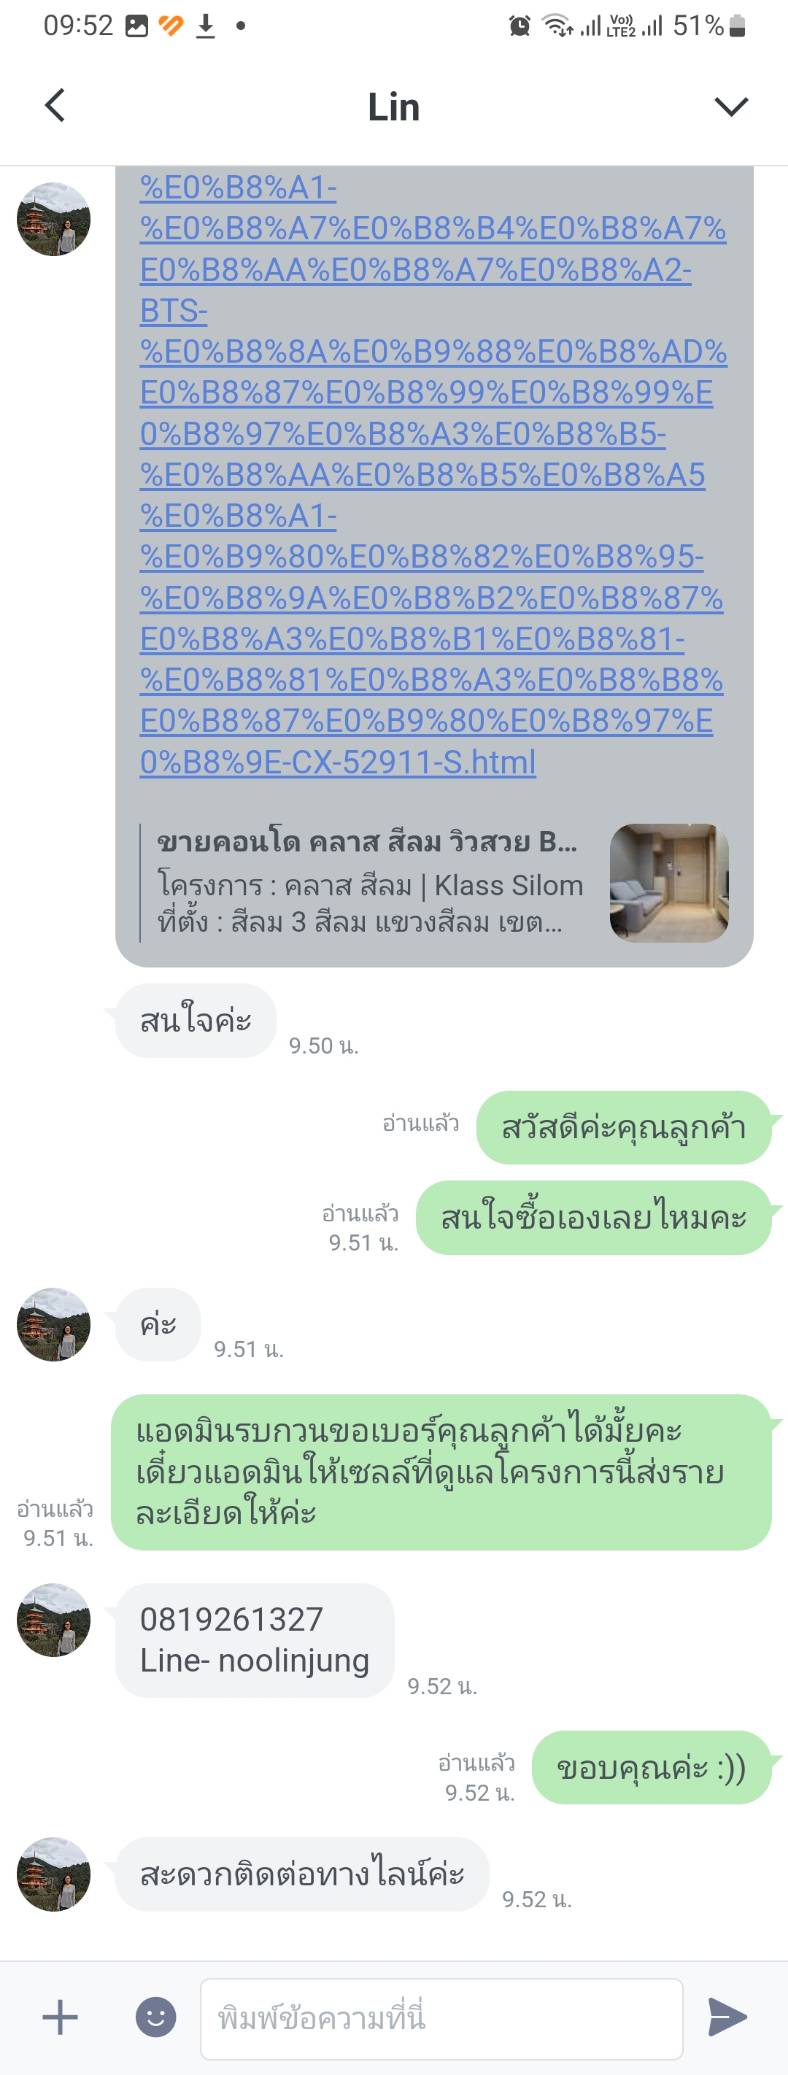 09:52
Vo))
LTE2
51%
Lin
%E0%B8%A1-
%E0%B8%A7%E0%B8%B4%E0%B8%A7%
E0%B8%AA%E0%B8%A7%E0%B8%A2-
BTS-
%E0%B8%8A%E0%B9%88%E0%B8%AD%
E0%B8%87%E0%B8%99%E0%B8%99%E
0%B8%97%E0%B8%A3%E0%B8%B5-
%E0%B8%AA%E0%B8%B5%E0%B8%A5
%E0%B8%A1-
%E0%B9%80%E0%B8%82%E0%B8%95-
%E0%B8%9A%E0%B8%B2%E0%B8%87%
E0%B8%A3%E0%B8%B1%E0%B8%81-
%E0%B8%81%E0%B8%A3%E0%B8%B8%
E0%B8%87%E0%B9%80%E0%B8%97%E
0%B8%9E-CX-52911-S.html
ขายคอนโด คลาส สีลม วิวสวย B...
โครงการ : คลาส สีลม | Klass Silom
ที่ตั้ง : สีลม 3 สีลม แขวงสีลม เขต...
สนใจค่ะ
9.50 น.
อ่านแล้ว
สวัสดีค่ะคุณลูกค้า
อ่านแล้ว
9.51 น.
สนใจซื้อเองเลยไหมคะ
ค่ะ
9.51 น.
แอดมินรบกวนขอเบอร์คุณลูกค้าได้มั้ยคะ
เดี๋ยวแอดมินให้เซลล์ที่ดูแลโครงการนี้ส่งราย
ละเอียดให้ค่ะ
อ่านแล้ว
9.51 น.
0819261327
Line- noolinjung
9.52 น.
อ่านแล้ว
9.52 น.
ขอบคุณค่ะ :))
สะดวกติดต่อทางไลน์ค่ะ
9.52 น.
พิมพ์ข้อความที่นี่